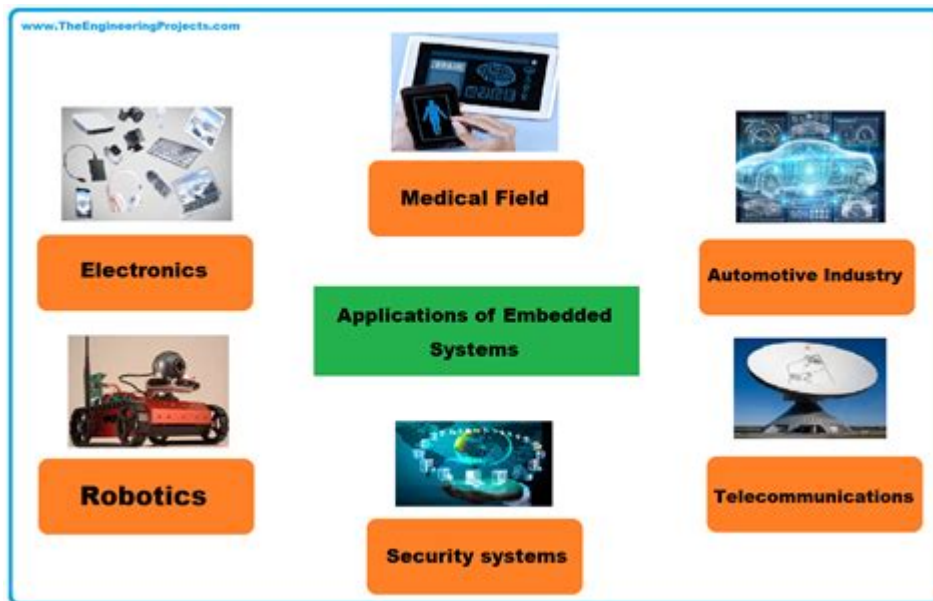 www.TheEngineeringProjects.com
Medical Field
Electronics
Automotive Industry
Applications of Embedded
Systems
Robotics
Telecommunications
Security systems